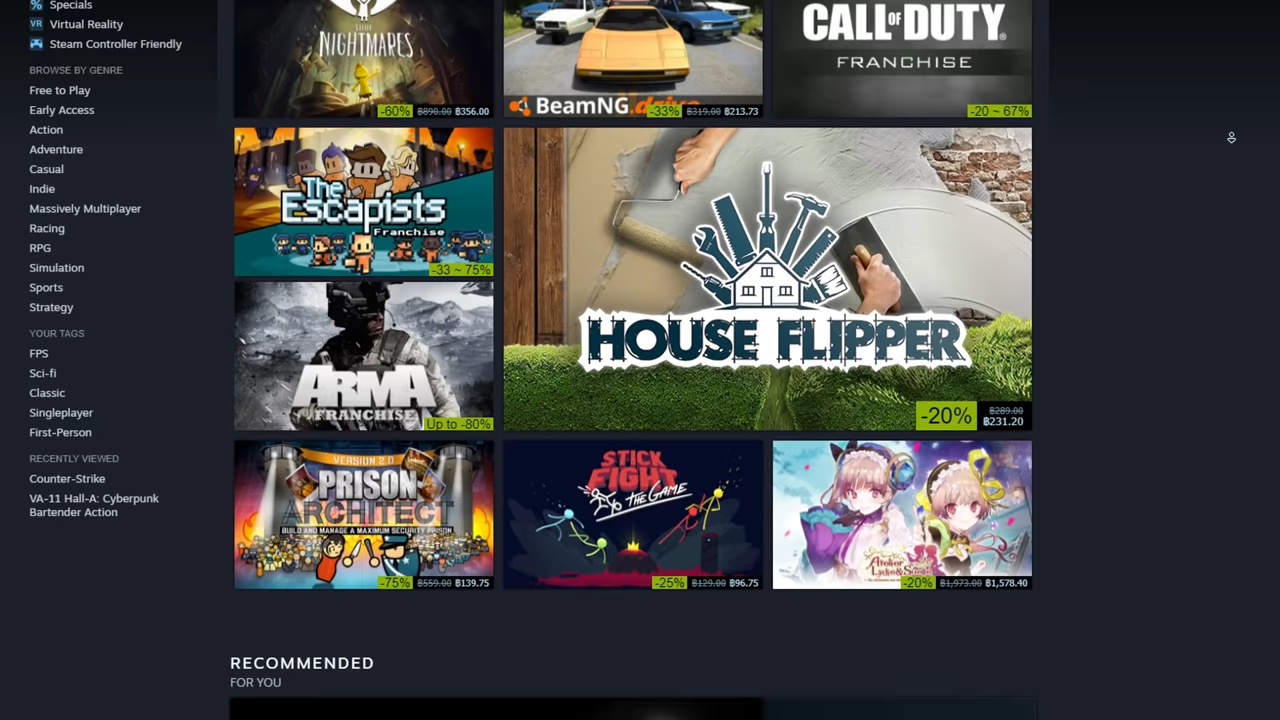 Specials
VR Virtual Reality
Steam Controller Friendly
BROWSE BY GENRE
Free to Play
Early Access
Action
Adventure
Casual
Indie
Massively Multiplayer
Racing
RPG
Simulation
Sports
Strategy
YOUR TAGS
FPS
Sci-fi
Classic
Singleplayer
First-Person
RECENTLY VIEWED
Counter-Strike
VA-11 Hall-A: Cyberpunk
Bartender Action
LITTLE
NIGHTMARES
-60% ฿890.00 ฿356.00
BeamNG.drive
-33% ฿319.00 ฿213.73
CALL OF DUTY®
FRANCHISE
-20 ~ 67%
The
Escapists
Franchise
-33 ~ 75%
HOUSE FLIPPER
-20% ฿289.00
฿231.20
ARMA
FRANCHISE
Up to -80%
VERSION 2.0
PRISON
ARCHITECT
BUILD AND MANAGE A MAXIMUM SECURITY PRISON
-75% ฿559.00 ฿139.75
STICK
FIGHT
THE GAME
-25% ฿129.00 ฿96.75
Atelier
Lydie & Suelle
-20% ฿1,973.00 ฿1,578.40
RECOMMENDED
FOR YOU